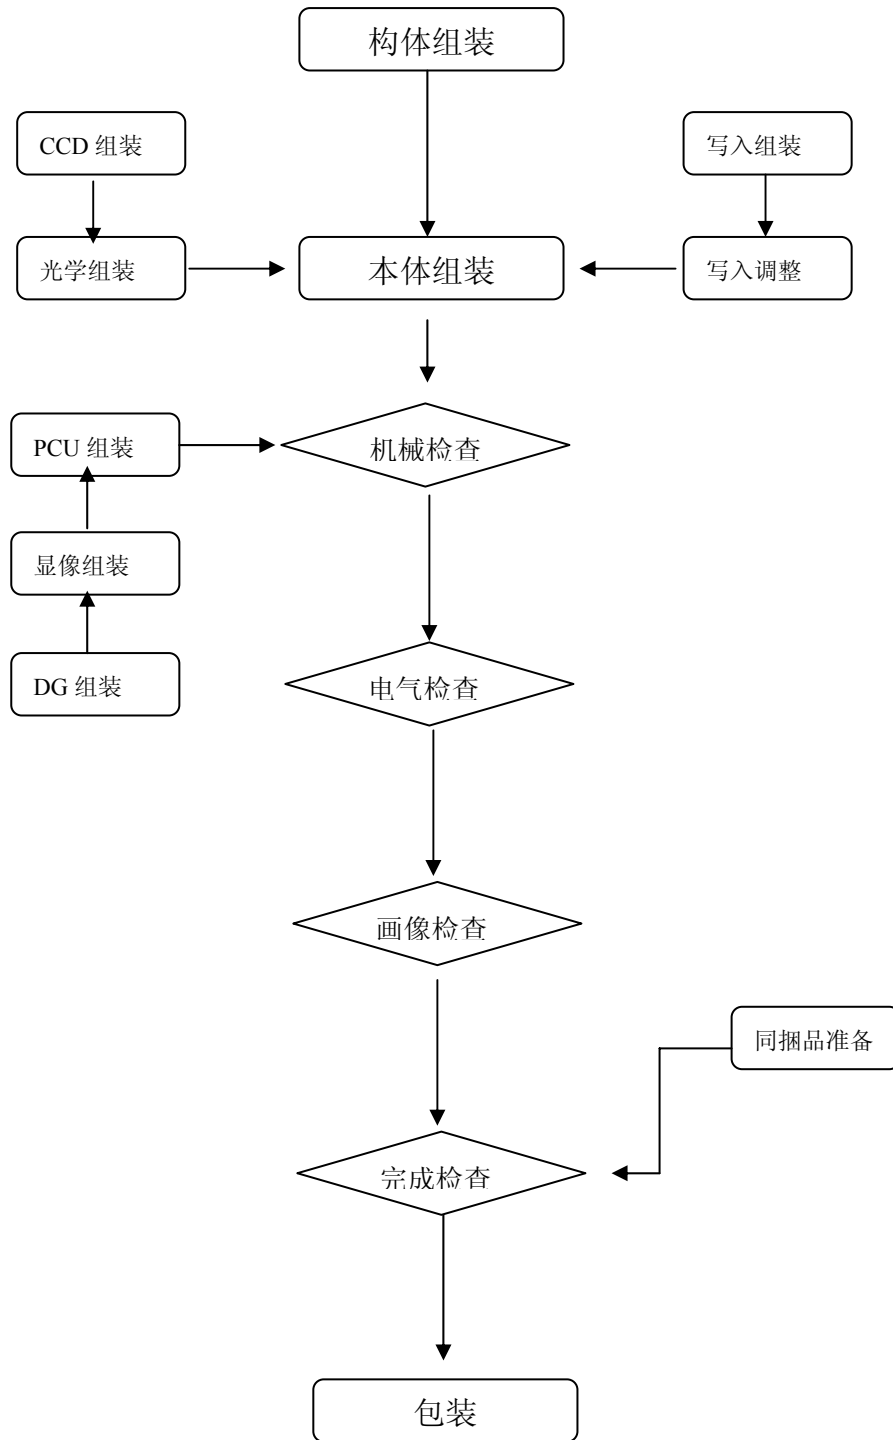 构体组装
CCD 组装
写入组装
光学组装
本体组装
写入调整
PCU 组装
机械检查
显像组装
DG 组装
电气检查
画像检查
同捆品准备
完成检查
包装